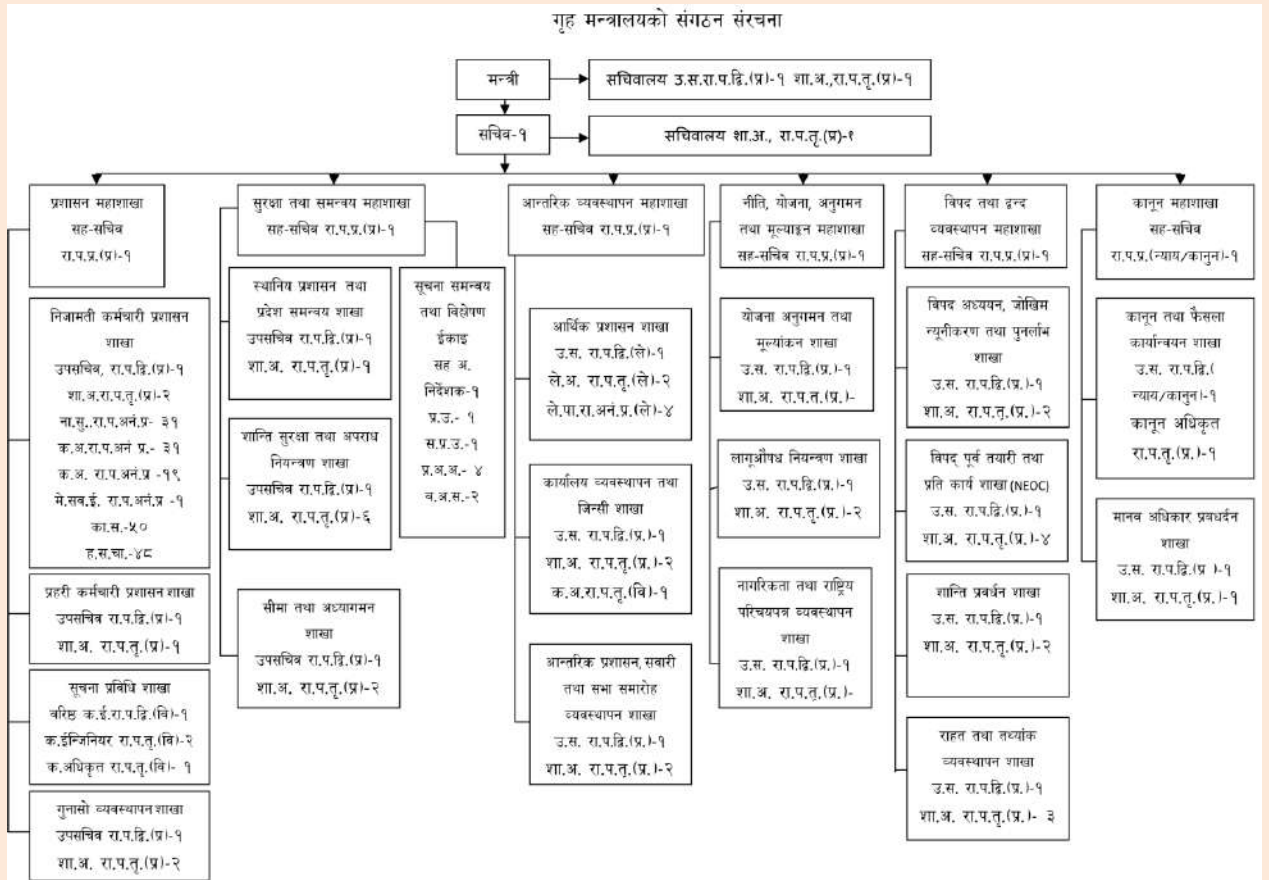 गृह मन्त्रालयको संगठन संरचना
मन्त्री
सचिवालय उ.स.रा.प.द्वि.(प्र)-१ शा.अ.,रा.प.तृ.(प्र)-१
सचिव-१
सचिवालय शा.अ., रा.प.तृ.(प्र)-१
प्रशासन महाशाखा
सह-सचिव
रा.प.प्र.(प्र)-१
निजामती कर्मचारी प्रशासन
शाखा
उपसचिव, रा.प.द्वि.(प्र)-१
शा.अ.रा.प.तृ.(प्र)-२
ना.सु..रा.प.अनं.प्र- ३१
क.अ.रा.प.अनं प्र.- ३१
क.अ. रा.प.अनं.प्र -१९
मे.सव.ई. रा.प.अनं.प्र -१
का.स.-५०
ह.स.चा.-४८
प्रहरी कर्मचारी प्रशासन शाखा
उपसचिव रा.प.द्वि.(प्र)-१
शा.अ. रा.प.तृ.(प्र)-१
सूचना प्रविधि शाखा
वरिष्ठ क.ई.रा.प.द्वि.(वि)-१
क.ईन्जिनियर रा.प.तृ.(वि)-२
क.अधिकृत रा.प.तृ.(वि)- १
गुनासो व्यवस्थापन शाखा
उपसचिव रा.प.द्वि.(प्र)-१
शा.अ. रा.प.तृ.(प्र)-२
सुरक्षा तथा समन्वय महाशाखा
सह-सचिव रा.प.प्र.(प्र)-१
स्थानिय प्रशासन तथा
प्रदेश समन्वय शाखा
उपसचिव रा.प.द्वि.(प्र)-१
शा.अ. रा.प.तृ.(प्र)-१
शान्ति सुरक्षा तथा अपराध
नियन्त्रण शाखा
उपसचिव रा.प.द्वि.(प्र)-१
शा.अ. रा.प.तृ.(प्र)-६
सीमा तथा अध्यागमन
शाखा
उपसचिव रा.प.द्वि.(प्र)-१
शा.अ. रा.प.तृ.(प्र)-२
सूचना समन्वय
तथा विश्लेषण
ईकाइ
सह अ.
निर्देशक-१
प्र.उ.- १
स.प्र.उ.-१
प्र.अ.अ.- ४
व.अ.स.-२
आन्तरिक व्यवस्थापन महाशाखा
सह-सचिव रा.प.प्र.(प्र)-१
आर्थिक प्रशासन शाखा
उ.स. रा.प.द्वि.(ले)-१
ले.अ. रा.प.तृ.(ले)-२
ले.पा.रा.अनं.प्र.(ले)-४
कार्यालय व्यवस्थापन तथा
जिन्सी शाखा
उ.स. रा.प.द्वि.(प्र.)-१
शा.अ. रा.प.तृ.(प्र.)-२
क.अ.रा.प.तृ.(वि)-१
आन्तरिक प्रशासन, सवारी
तथा सभा समारोह
व्यवस्थापन शाखा
उ.स. रा.प.द्वि.(प्र.)-१
शा.अ. रा.प.तृ.(प्र.)-२
नीति, योजना, अनुगमन
तथा मूल्याङ्कन महाशाखा
सह-सचिव रा.प.प्र.(प्र)-१
योजना अनुगमन तथा
मूल्यांकन शाखा
उ.स. रा.प.द्वि.(प्र.)-१
शा.अ. रा.प.त.(प्र.)-
लागूऔषध नियन्त्रण शाखा
उ.स. रा.प.द्वि.(प्र.)-१
शा.अ. रा.प.तृ.(प्र.)-२
नागरिकता तथा राष्ट्रिय
परिचयपत्र व्यवस्थापन
शाखा
उ.स. रा.प.द्वि.(प्र.)-१
शा.अ. रा.प.तृ.(प्र.)-
विपद तथा द्वन्द
व्यवस्थापन महाशाखा
सह-सचिव रा.प.प्र.(प्र)-१
विपद अध्ययन, जोखिम
न्यूनीकरण तथा पुनर्लाभ
शाखा
उ.स. रा.प.द्वि.(प्र.)-१
शा.अ. रा.प.तृ.(प्र.)-२
विपद् पूर्व तयारी तथा
प्रति कार्य शाखा (NEOC)
उ.स. रा.प.द्वि.(प्र.)-१
शा.अ. रा.प.तृ.(प्र.)-४
शान्ति प्रवर्धन शाखा
उ.स. रा.प.द्वि.(प्र.)-१
शा.अ. रा.प.तृ.(प्र.)-२
राहत तथा तथ्यांक
व्यवस्थापन शाखा
उ.स. रा.प.द्वि.(प्र.)-१
शा.अ. रा.प.तृ.(प्र.)- ३
कानून महाशाखा
सह-सचिव
रा.प.प्र.(न्याय/कानुन)-१
कानून तथा फैसला
कार्यान्वयन शाखा
उ.स. रा.प.द्वि.(
न्याय/कानुन)-१
कानून अधिकृत
रा.प.तृ.(प्र.)-१
मानव अधिकार प्रवधर्दन
शाखा
उ.स. रा.प.द्वि.(प्र )-१
शा.अ. रा.प.तृ.(प्र.)-१